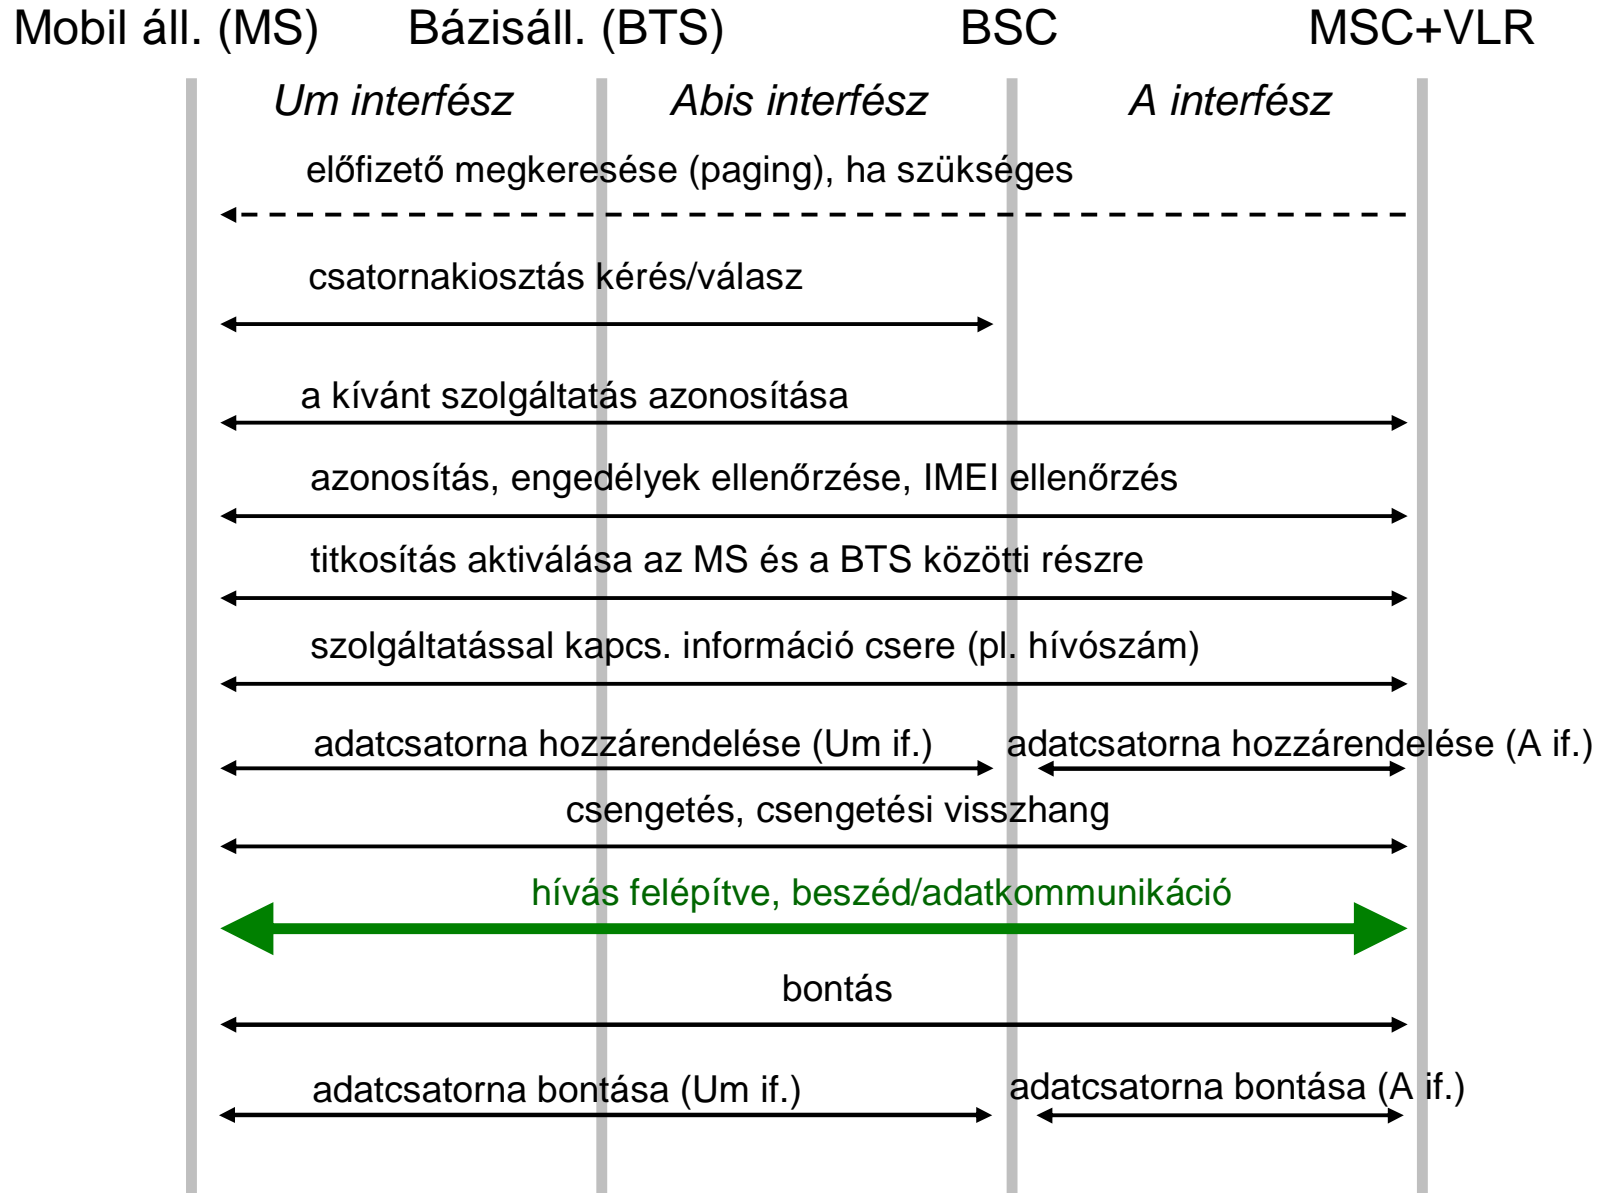 Mobil áll. (MS) Bázisáll. (BTS) BSC MSC+VLR
Um interfész Abis interfész A interfész
előfizető megkeresése (paging), ha szükséges
csatornakiosztás kérés/válasz
a kívánt szolgáltatás azonosítása
azonosítás, engedélyek ellenőrzése, IMEI ellenőrzés
titkosítás aktiválása az MS és a BTS közötti részre
szolgáltatással kapcs. információ csere (pl. hívószám)
adatcsatorna hozzárendelése (Um if.) adatcsatorna hozzárendelése (A if.)
csengetés, csengetési visszhang
hívás felépítve, beszéd/adatkommunikáció
bontás
adatcsatorna bontása (Um if.) adatcsatorna bontása (A if.)